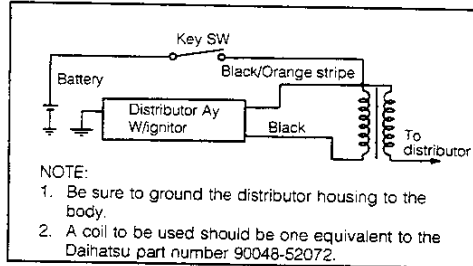 Key SW
Black/Orange stripe
Battery
Distributor Ay
W/ignitor
Black
To
distributor
NOTE:
1. Be sure to ground the distributor housing to the
body.
2. A coil to be used should be one equivalent to the
Daihatsu part number 90048-52072.